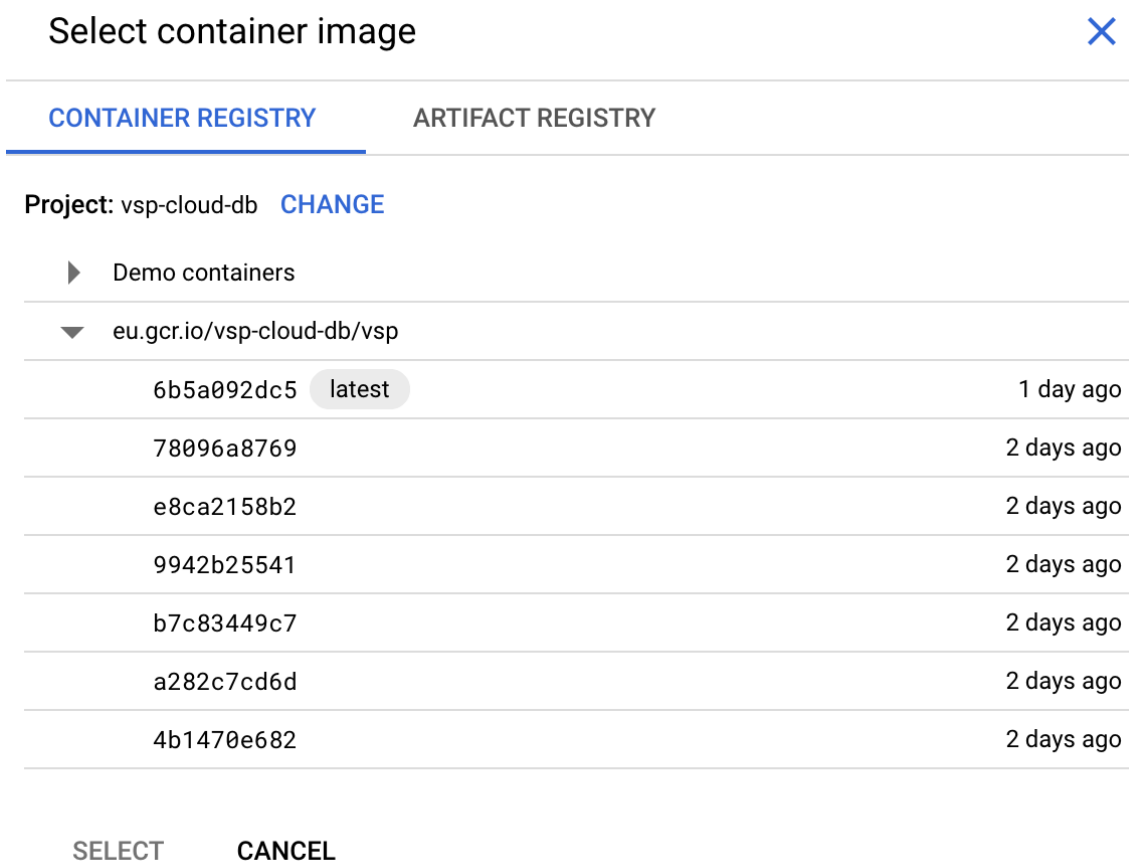 Select container image
CONTAINER REGISTRY ARTIFACT REGISTRY
Project: vsp-cloud-db CHANGE
Demo containers
eu.gcr.io/vsp-cloud-db/vsp
6b5a092dc5 latest 1 day ago
78096a8769 2 days ago
e8ca2158b2 2 days ago
9942b25541 2 days ago
b7c83449c7 2 days ago
a282c7cd6d 2 days ago
4b1470e682 2 days ago
SELECT CANCEL